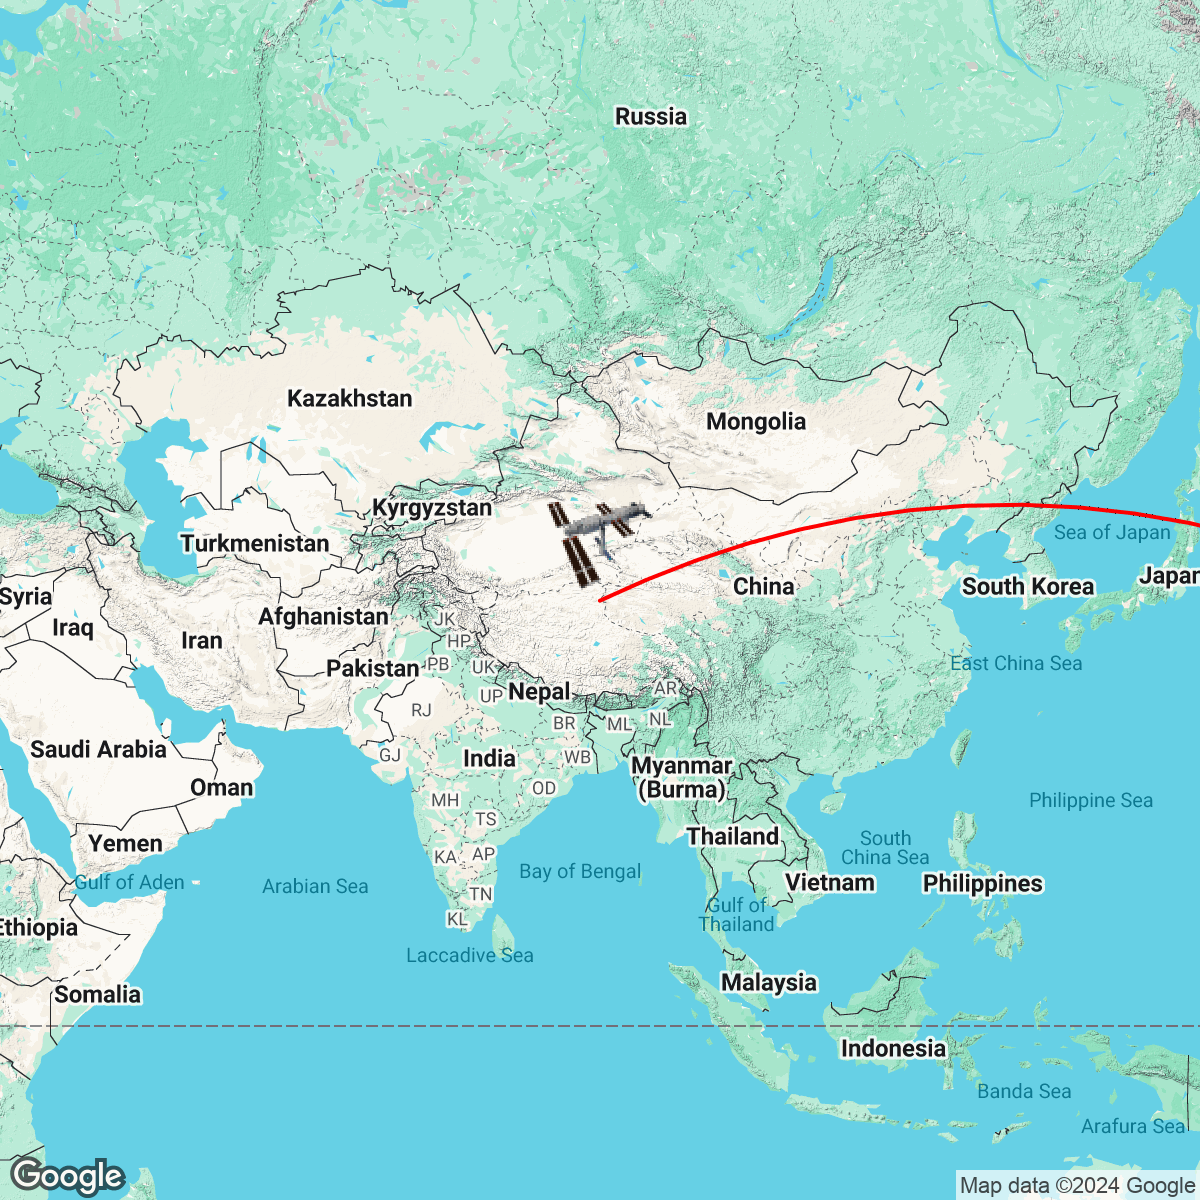 Russia
Kazakhstan
Mongolia
Kyrgyzstan
Turkmenistan
Sea of Japan
Japan
China
South Korea
Syria
Afghanistan
Iraq
Iran
JK
HP
Pakistan
PB
UK
East China Sea
Nepal
AR
UP
RJ
BR
ML
NL
Saudi Arabia
GJ
India
WB
Oman
OD
Myanmar
(Burma)
MH
Philippine Sea
TS
Yemen
Thailand
South
China Sea
KA
AP
Bay of Bengal
Gulf of Aden
Arabian Sea
Vietnam
Philippines
TN
KL
Gulf of
Thailand
Ethiopia
Laccadive Sea
Malaysia
Somalia
Indonesia
Banda Sea
Arafura Sea
Google
Map data ©2024 Google